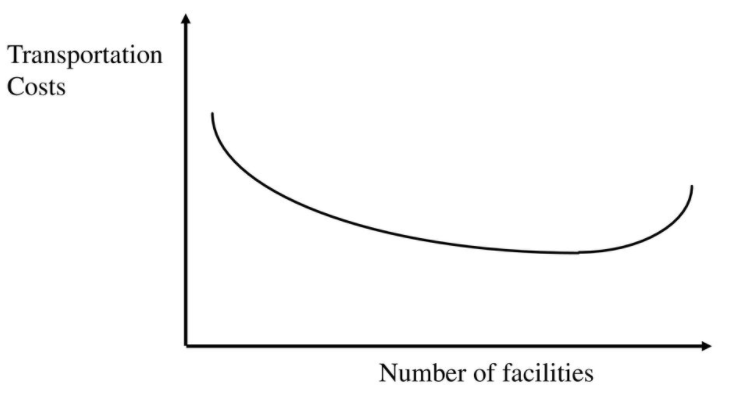 Transportation
Costs
Number of facilities